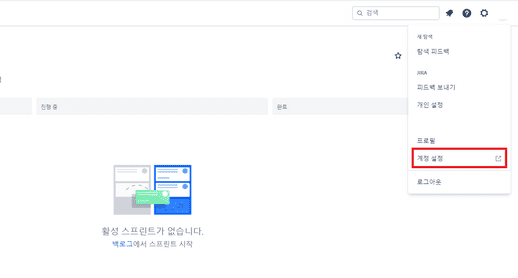 검색
새 탐색
탐색 피드백
JIRA
피드백 보내기
개인 설정
진행 중
완료
프로필
계정 설정
로그아웃
활성 스프린트가 없습니다.
백로그에서 스프린트 시작